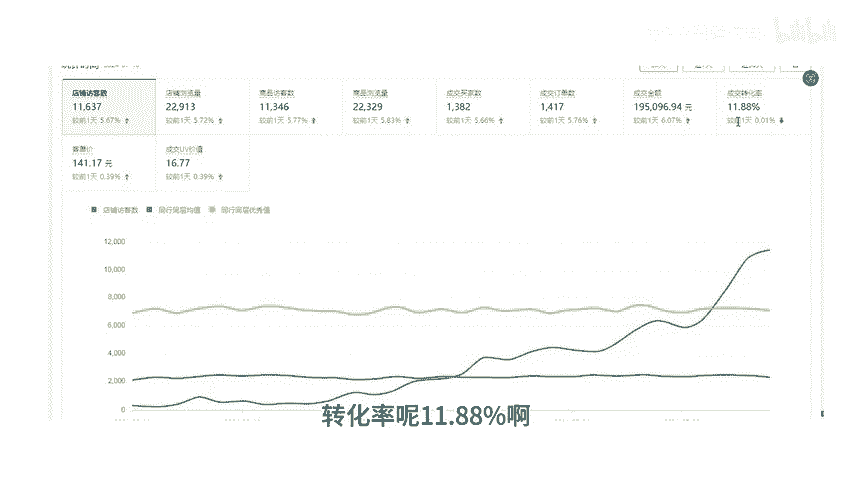 店铺访客数 店铺浏览量 商品访客数 商品浏览量 成交买家数 成交订单数 成交金额 成交转化率
11,637 22,913 11,346 22,329 1,382 1,417 195,096.94 元 11.88%
较前1天 5.67% 较前1天 5.72% 较前1天 5.77% 较前1天 5.83% 较前1天 5.66% 较前1天 5.76% 较前1天 6.07% 较前1天 0.01%
客单价 成交UV价值
141.17 元 16.77
较前1天 0.39% 较前1天 0.39%
店铺访客数 同行同层均值 同行同层优秀值
12,000
10,000
8,000
6,000
4,000
2,000
0
转化率呢11.88%啊